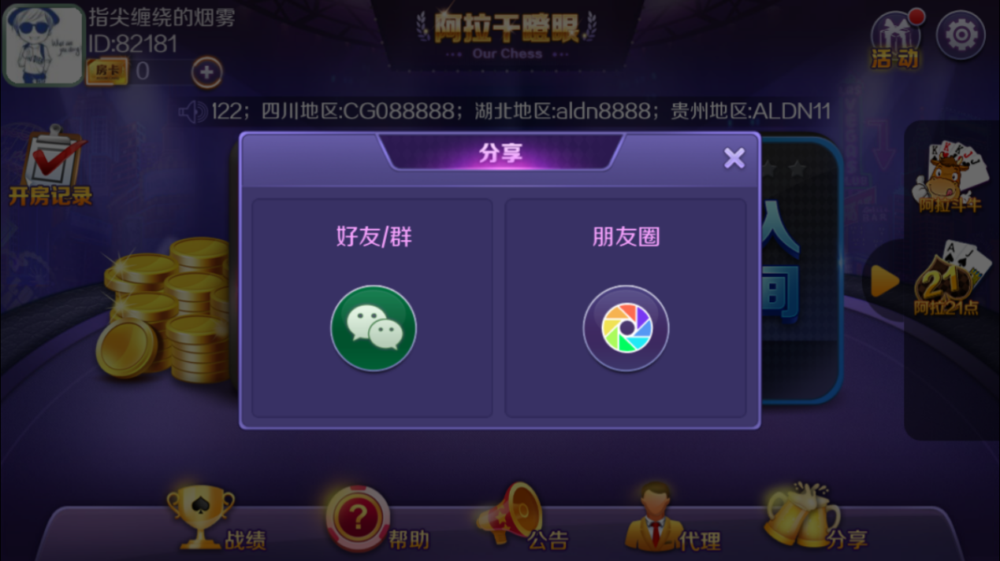 指尖缠绕的烟雾
ID:82181
房卡 0
阿拉干瞪眼
Our Chess
活动
122；四川地区:CG088888；湖北地区:aldn8888；贵州地区:ALDN11
开房记录
分享
好友/群
朋友圈
人
间
阿拉斗牛
21
阿拉21点
战绩
帮助
公告
代理
分享